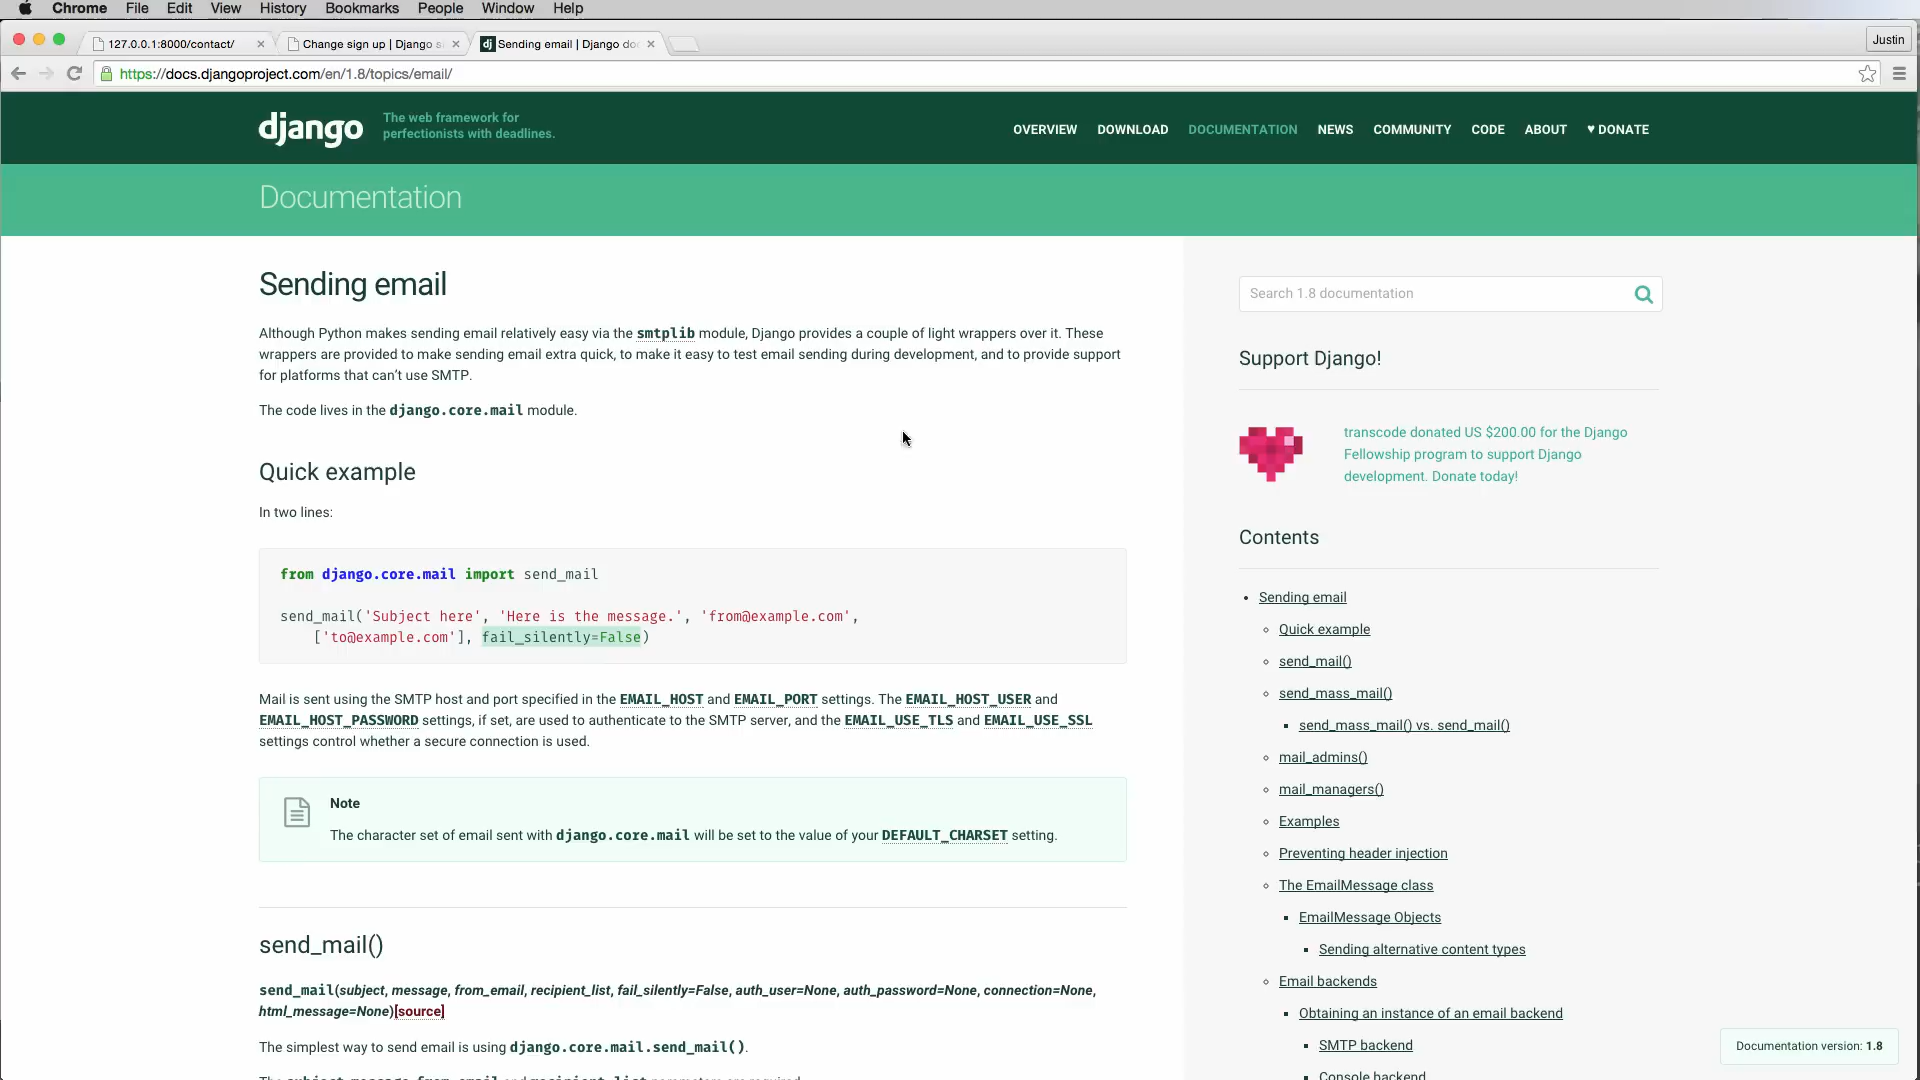 Chrome File Edit View History Bookmarks People Window Help
127.0.0.1:8000/contact/
Change sign up | Django s
dj Sending email | Django do
Justin
https://docs.djangoproject.com/en/1.8/topics/email/
django
The web framework for
perfectionists with deadlines.
OVERVIEW DOWNLOAD DOCUMENTATION NEWS COMMUNITY CODE ABOUT ♥ DONATE
Documentation
Sending email
Although Python makes sending email relatively easy via the smtplib module, Django provides a couple of light wrappers over it. These
wrappers are provided to make sending email extra quick, to make it easy to test email sending during development, and to provide support
for platforms that can’t use SMTP.
The code lives in the django.core.mail module.
Quick example
In two lines:
from django.core.mail import send_mail
send_mail('Subject here', 'Here is the message.', 'from@example.com',
['to@example.com'], fail_silently=False)
Mail is sent using the SMTP host and port specified in the EMAIL_HOST and EMAIL_PORT settings. The EMAIL_HOST_USER and
EMAIL_HOST_PASSWORD settings, if set, are used to authenticate to the SMTP server, and the EMAIL_USE_TLS and EMAIL_USE_SSL
settings control whether a secure connection is used.
Note
The character set of email sent with django.core.mail will be set to the value of your DEFAULT_CHARSET setting.
send_mail()
send_mail(subject, message, from_email, recipient_list, fail_silently=False, auth_user=None, auth_password=None, connection=None,
html_message=None)[source]
The simplest way to send email is using django.core.mail.send_mail().
The subject, message, from_email and recipient_list parameters are required.
Search 1.8 documentation
Support Django!
transcode donated US $200.00 for the Django
Fellowship program to support Django
development. Donate today!
Contents
Sending email
Quick example
send_mail()
send_mass_mail()
send_mass_mail() vs. send_mail()
mail_admins()
mail_managers()
Examples
Preventing header injection
The EmailMessage class
EmailMessage Objects
Sending alternative content types
Email backends
Obtaining an instance of an email backend
SMTP backend
Console backend
Documentation version: 1.8